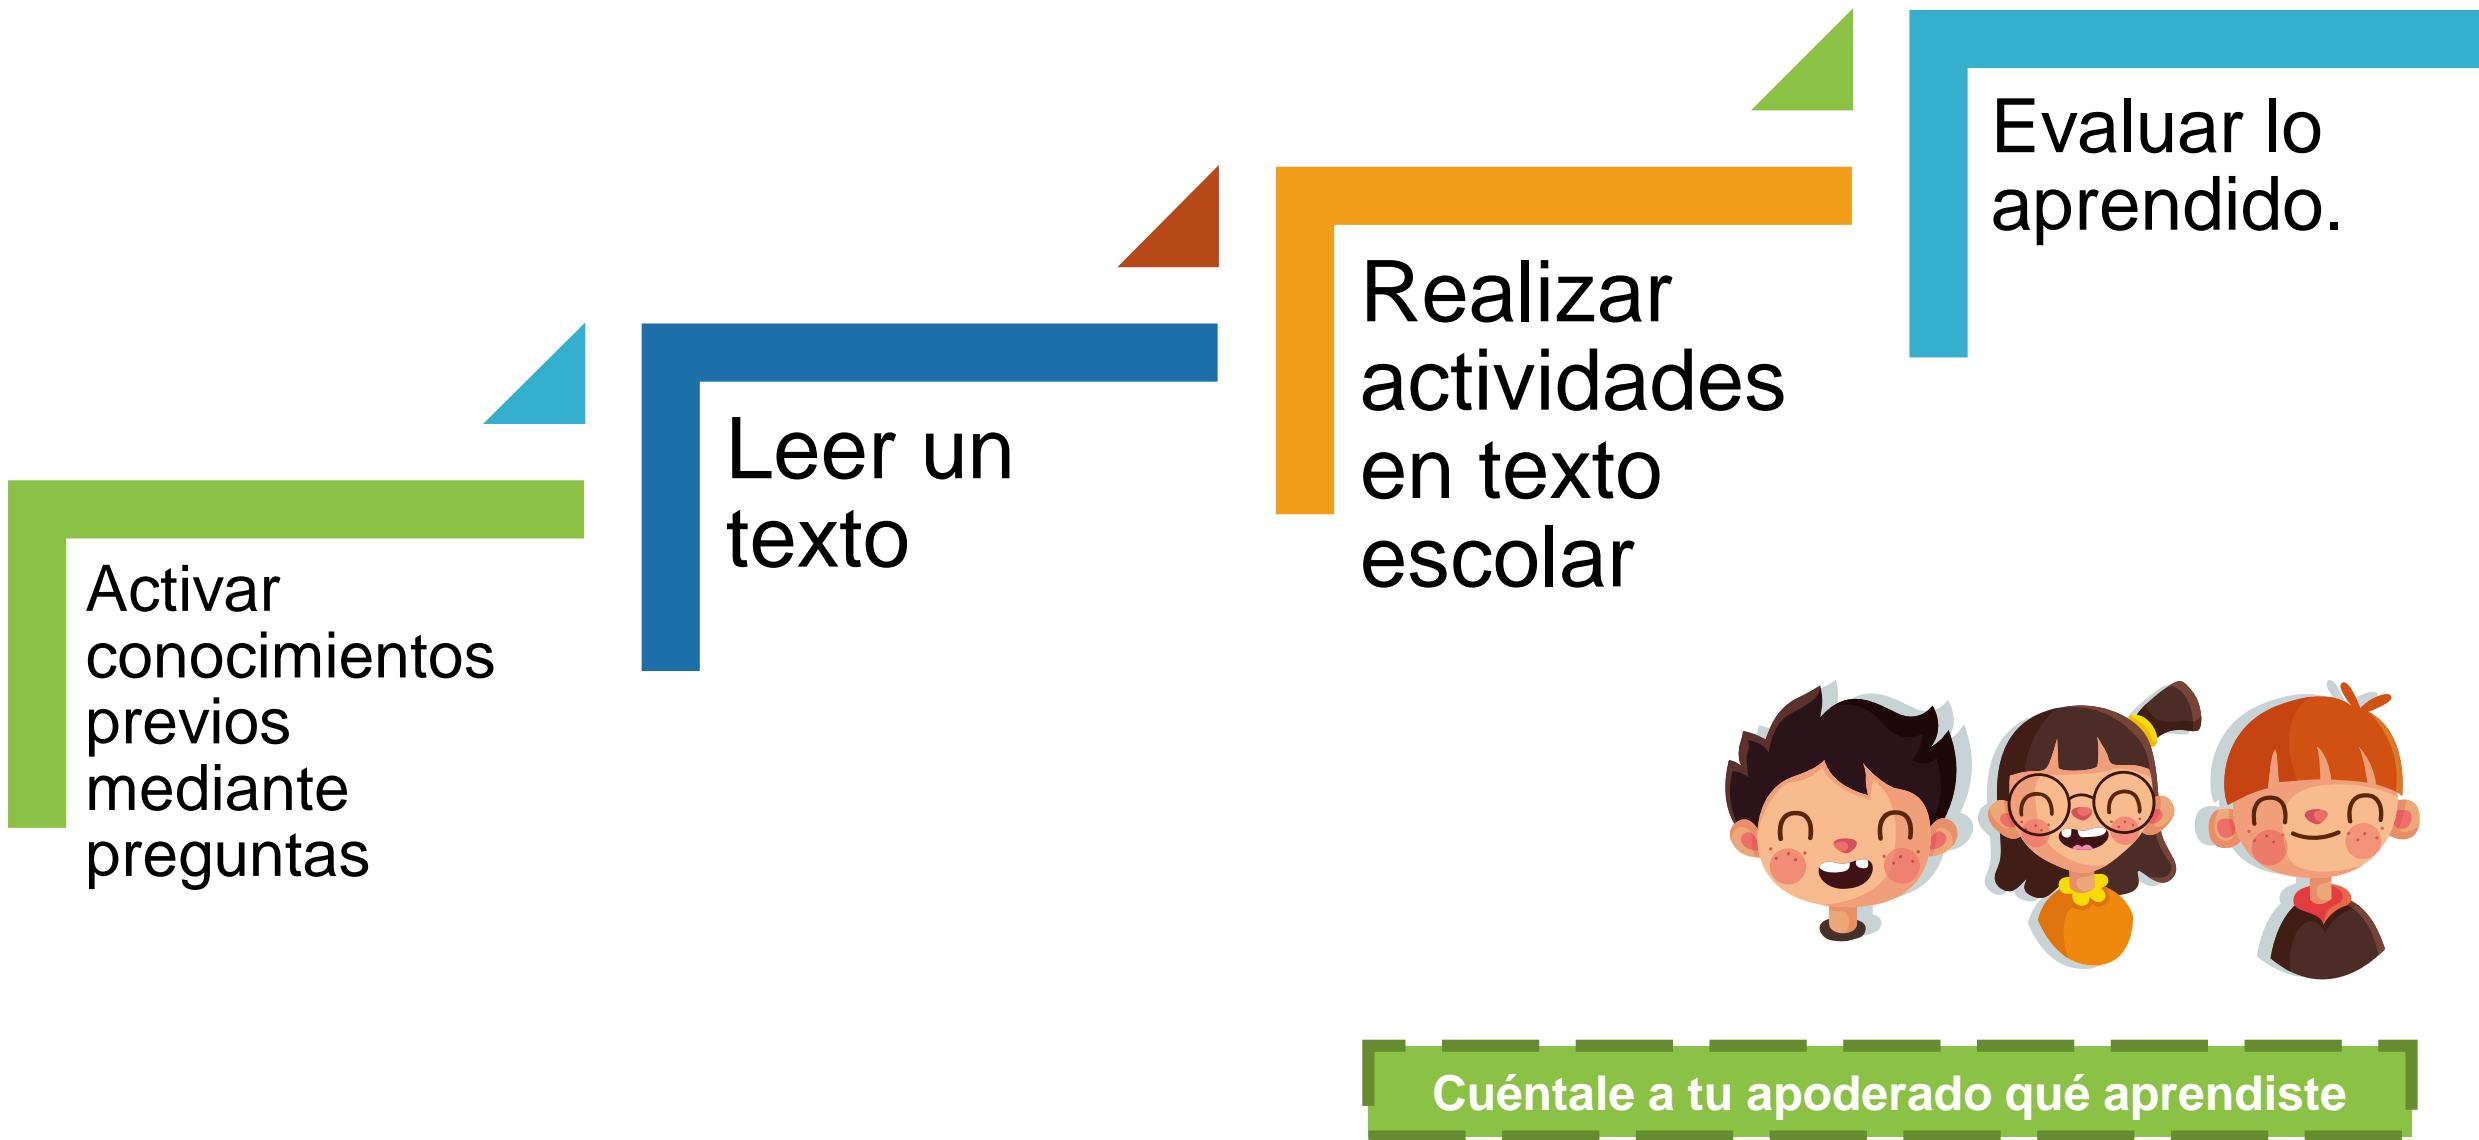 Activar
conocimientos
previos
mediante
preguntas
Leer un
texto
Realizar
actividades
en texto
escolar
Evaluar lo
aprendido.
Cuéntale a tu apoderado qué aprendiste